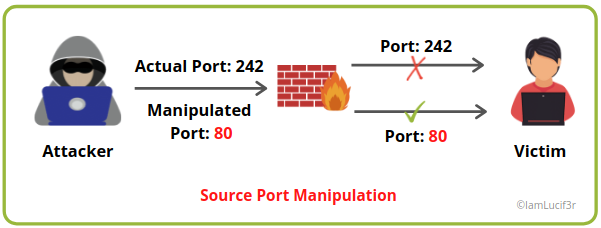 Actual Port: 242
Manipulated
Port: 80
Port: 242
Port: 80
Attacker
Victim
Source Port Manipulation
©IamLucif3r